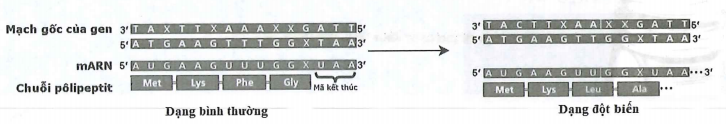 Mạch gốc của gen 3' T A X T T X A A A X X G A T T 5'
5' A T G A A G T T T G G X T A A 3'
mARN 5' A U G A A G U U U G G X U A A 3'
Chuỗi pôlipeptit Met Lys Phe Gly Mã kết thúc
Dạng bình thường
3' T A C T T X A A X X G A T T 5'
5' A T G A A G T T G G X T A A 3'
5' A U G A A G U U G G X U A A ... 3'
Met Lys Leu Ala ...
Dạng đột biến